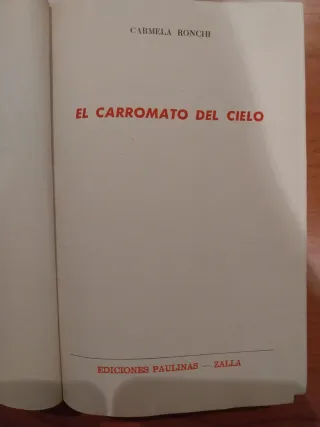 CARMELA RONCHI
EL CARROMATO DEL CIELO
EDICIONES PAULINAS — ZALLA